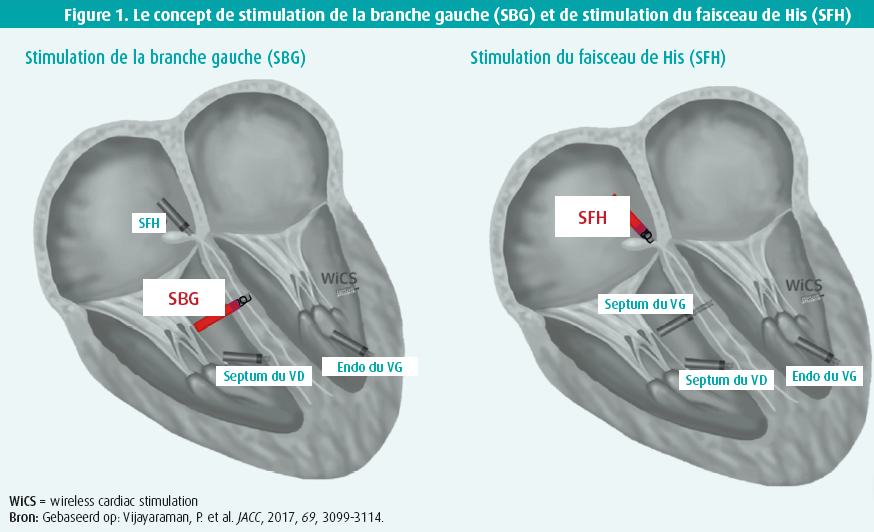 Figure 1. Le concept de stimulation de la branche gauche (SBG) et de stimulation du faisceau de His (SFH)
Stimulation de la branche gauche (SBG)
SFH
SBG
WiCS
Septum du VD
Endo du VG
Stimulation du faisceau de His (SFH)
SFH
Septum du VG
WiCS
Septum du VD
Endo du VG
WiCS = wireless cardiac stimulation
Bron: Gebaseerd op: Vijayaraman, P. et al. JACC, 2017, 69, 3099-3114.